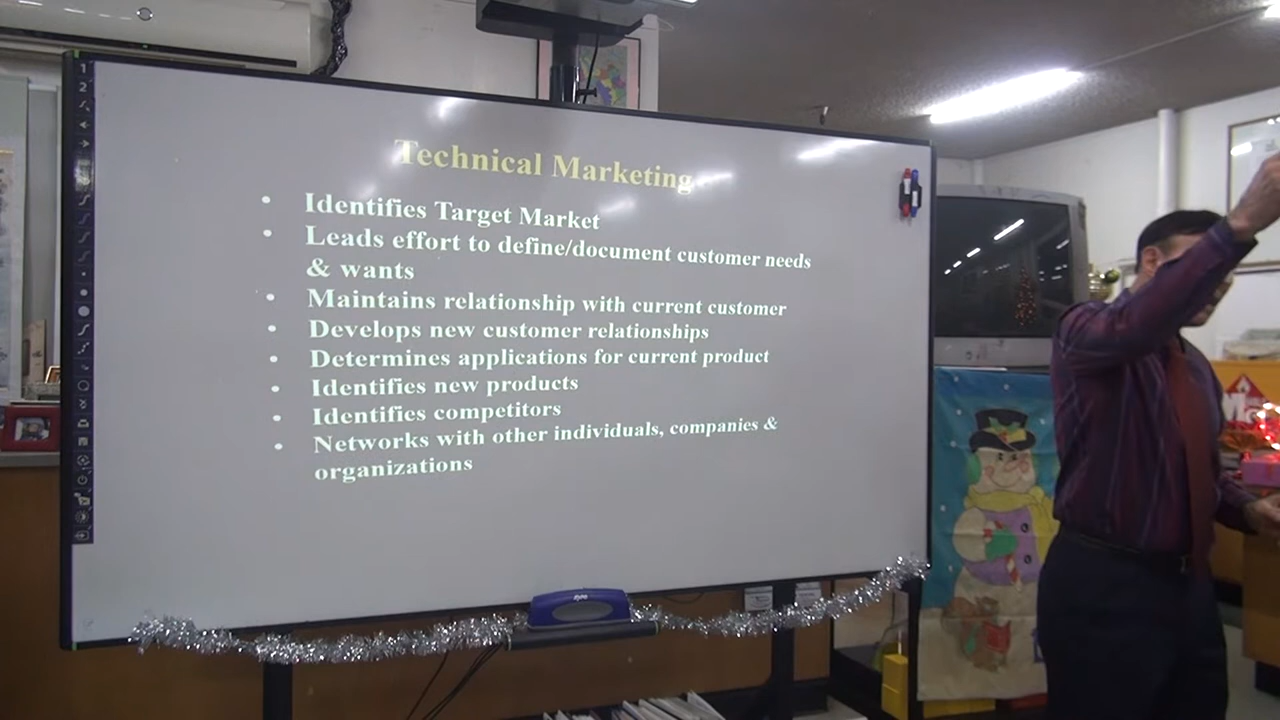 Technical Marketing
• Identifies Target Market
• Leads effort to define/document customer needs
& wants
• Maintains relationship with current customer
• Develops new customer relationships
• Determines applications for current product
• Identifies new products
• Identifies competitors
• Networks with other individuals, companies &
organizations
1
2